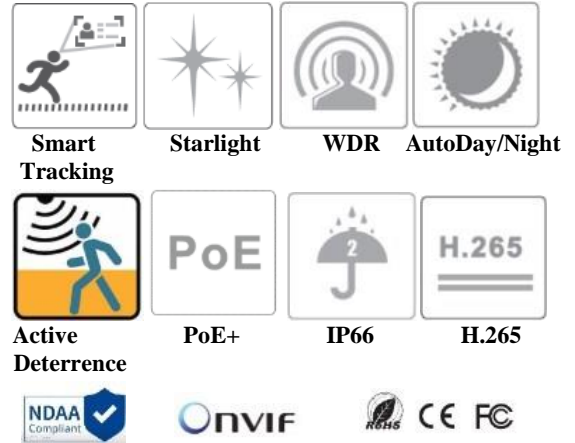 Smart Tracking
Starlight
WDR
AutoDay/Night
PoE
2
H.265
Active Deterrence
PoE+
IP66
H.265
NDAA
Compliant
ONVIF
RoHS
CE FC